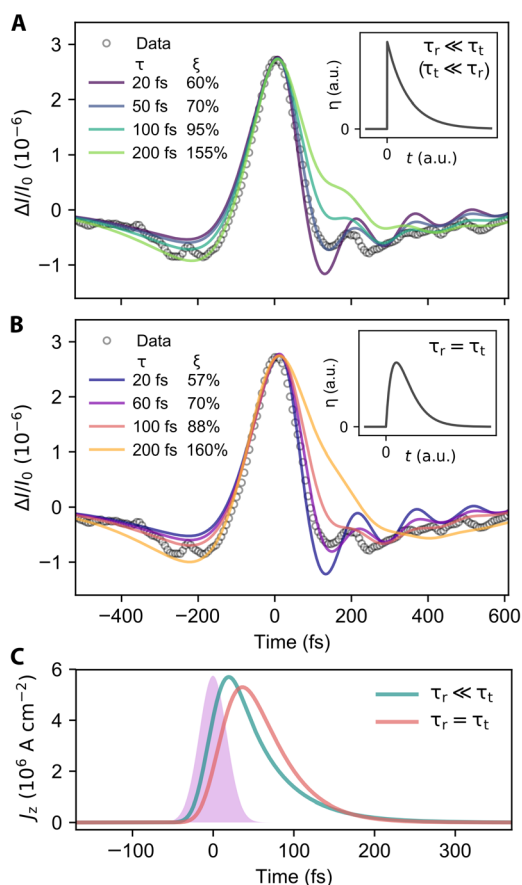 A
3
2
1
0
−1
ΔI/I₀ (10⁻⁶)
Data
τ ξ
20 fs 60%
50 fs 70%
100 fs 95%
200 fs 155%
τᵣ ≪ τₜ
(τₜ ≪ τᵣ)
η (a.u.)
0
0
t (a.u.)
B
3
2
1
0
−1
ΔI/I₀ (10⁻⁶)
Data
τ ξ
20 fs 57%
60 fs 70%
100 fs 88%
200 fs 160%
τᵣ = τₜ
η (a.u.)
0
0
t (a.u.)
−400 −200 0 200 400 600
Time (fs)
C
6
4
2
0
J_z (10⁶ A cm⁻²)
τᵣ ≪ τₜ
τᵣ = τₜ
−100 0 100 200 300
Time (fs)